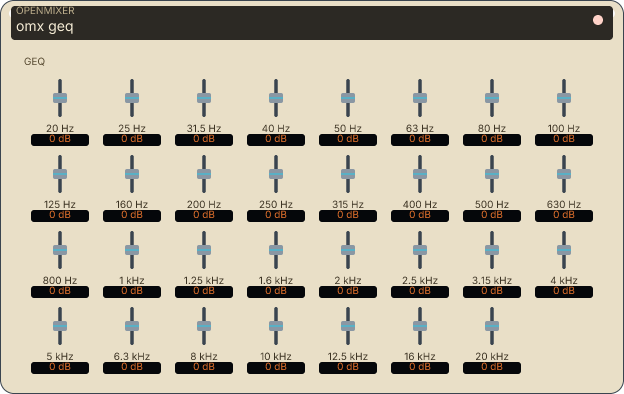 OPENMIXER
omx geq
GEQ
20 Hz 25 Hz 31.5 Hz 40 Hz 50 Hz 63 Hz 80 Hz 100 Hz
0 dB 0 dB 0 dB 0 dB 0 dB 0 dB 0 dB 0 dB
125 Hz 160 Hz 200 Hz 250 Hz 315 Hz 400 Hz 500 Hz 630 Hz
0 dB 0 dB 0 dB 0 dB 0 dB 0 dB 0 dB 0 dB
800 Hz 1 kHz 1.25 kHz 1.6 kHz 2 kHz 2.5 kHz 3.15 kHz 4 kHz
0 dB 0 dB 0 dB 0 dB 0 dB 0 dB 0 dB 0 dB
5 kHz 6.3 kHz 8 kHz 10 kHz 12.5 kHz 16 kHz 20 kHz
0 dB 0 dB 0 dB 0 dB 0 dB 0 dB 0 dB